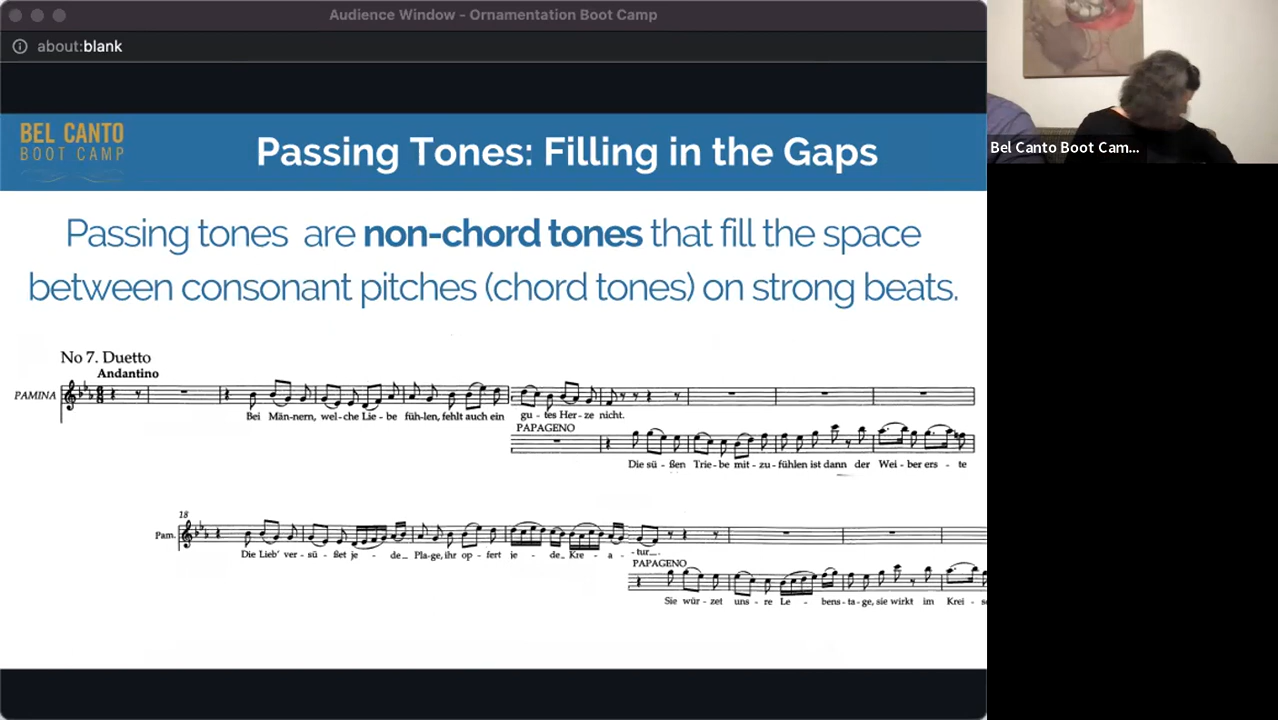 Audience Window - Ornamentation Boot Camp
about:blank
BEL CANTO
BOOT CAMP
Passing Tones: Filling in the Gaps
Passing tones are non-chord tones that fill the space
between consonant pitches (chord tones) on strong beats.
No 7. Duetto
Andantino
PAMINA
Bei Män-nern, wel-che Lie - be füh-len, fehlt auch ein gu - tes Her-ze nicht.
PAPAGENO
Die sü - ßen Trie-be mit-zu-fühlen ist dann der Wei-ber ers - te
18
Pam.
Die Lieb' ver-sü - ßet je - de_ Pla-ge, ihr op-fert je - de_ Kre - a - tur_.
PAPAGENO
Sie wür-zet uns-re Le - bens-ta-ge, sie wirkt im Krei-
Bel Canto Boot Cam...